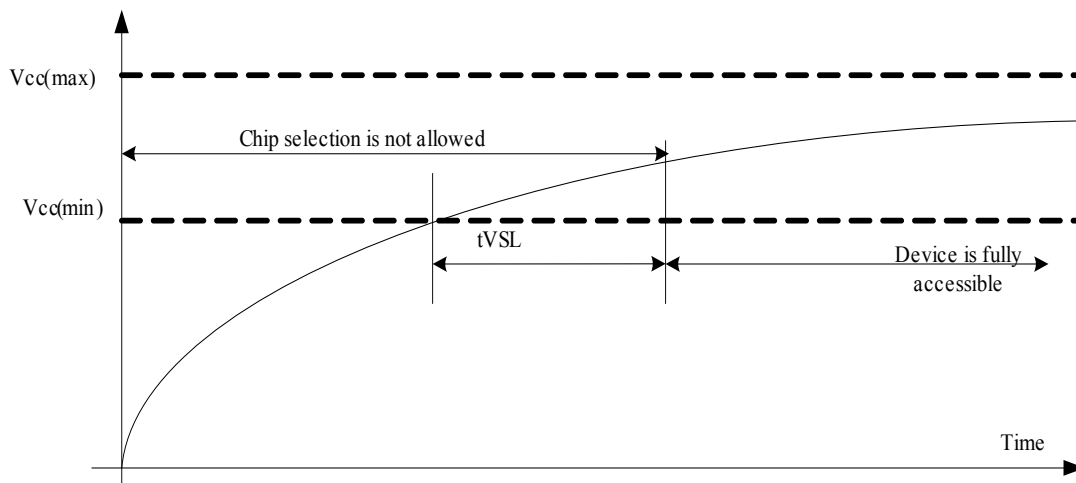 Vcc(max)
Chip selection is not allowed
Vcc(min)
tVSL
Device is fully
accessible
Time